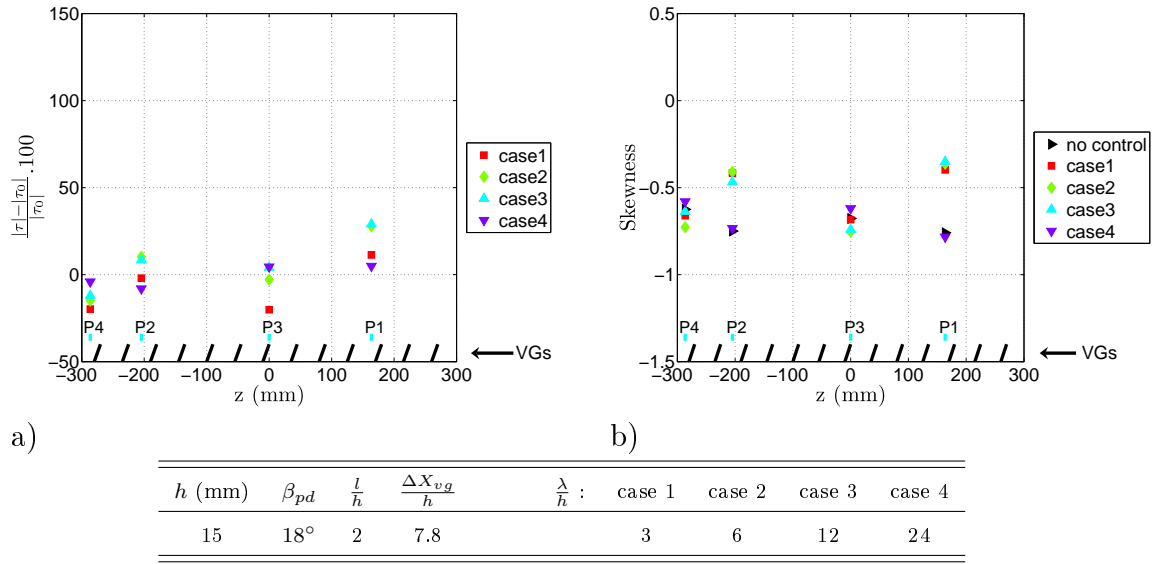 150
100
50
0
−50
−300
−200
−100
0
100
200
300
z (mm)
|τ|−|τ₀| / |τ₀| .100
case1
case2
case3
case4
P4
P2
P3
P1
VGs
a)
0.5
0
−0.5
−1
−1.5
−300
−200
−100
0
100
200
300
z (mm)
Skewness
no control
case1
case2
case3
case4
P4
P2
P3
P1
VGs
b)
h (mm) β_pd l/h ΔX_vg/h λ/h : case 1 case 2 case 3 case 4
15 18° 2 7.8 3 6 12 24